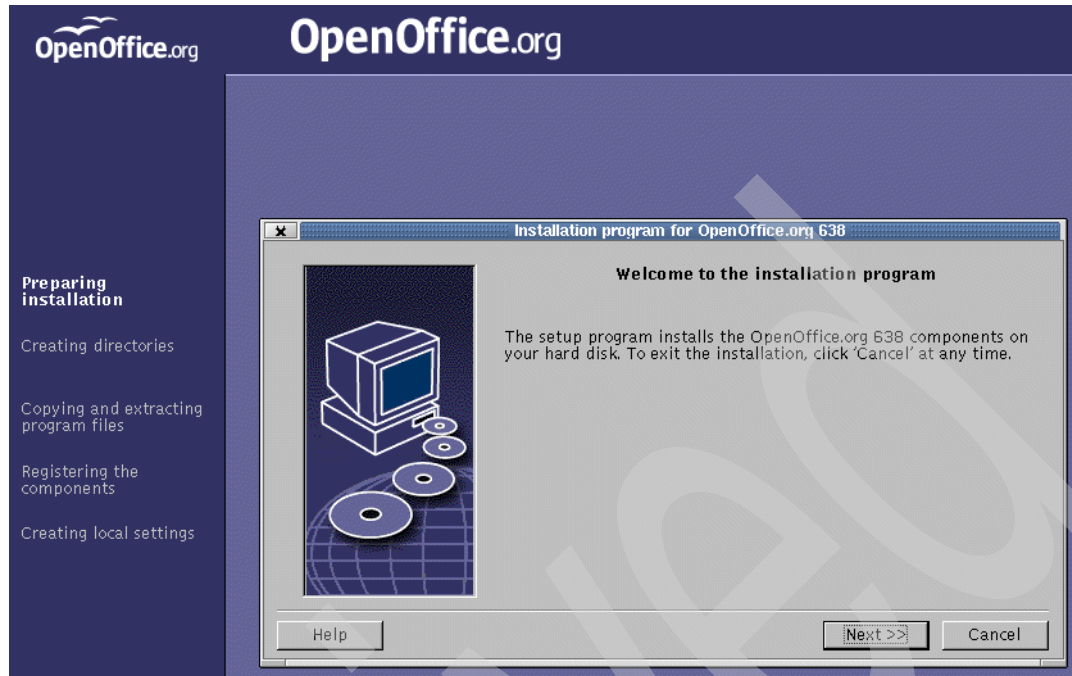 OpenOffice.org
OpenOffice.org
Preparing
installation
Creating directories
Copying and extracting
program files
Registering the
components
Creating local settings
Installation program for OpenOffice.org 638
Welcome to the installation program
The setup program installs the OpenOffice.org 638 components on
your hard disk. To exit the installation, click 'Cancel' at any time.
Help
Next >>
Cancel